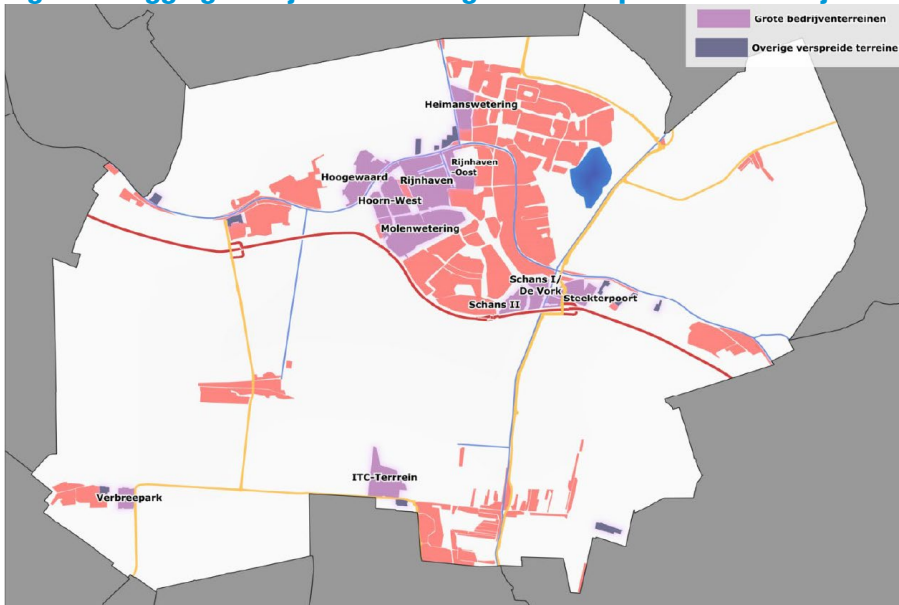 Grote bedrijventerreinen
Overige verspreide terreine
Heimanswetering
Rijnhaven
-Oost
Hoogewaard
Rijnhaven
Hoorn-West
Molenwetering
Schans I/
De Vork
Steekterpoort
Schans II
ITC-Terrrein
Verbreepark